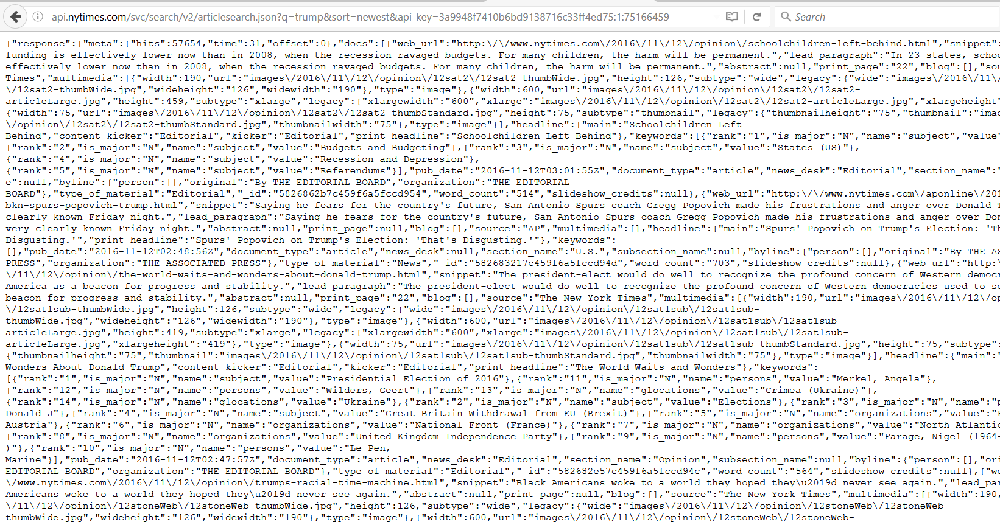 api.nytimes.com/svc/search/v2/articlesearch.json?q=trump&sort=newest&api-key=3a9948f7410b6bd9138716c33ff4ed75:1:75166459
Search
{"response":{"meta":{"hits":57654,"time":31,"offset":0},"docs":[{"web_url":"http:\/\/www.nytimes.com\/2016\/11\/12\/opinion\/schoolchildren-left-behind.html","snippet":
funding is effectively lower now than in 2008, when the recession ravaged budgets. For many children, the harm will be permanent.","lead_paragraph":"In 23 states, schoo
effectively lower now than in 2008, when the recession ravaged budgets. For many children, the harm will be permanent.","abstract":null,"print_page":"22","blog":[],"sou
Times","multimedia":[{"width":190,"url":"images\/2016\/11\/12\/opinion\/12sat2\/12sat2-thumbWide.jpg","height":126,"subtype":"wide","legacy":{"wide":"images\/2016\/11\/
\/12sat2-thumbWide.jpg","wideheight":"126","widewidth":"190"},"type":"image"},{"width":600,"url":"images\/2016\/11\/12\/opinion\/12sat2\/12sat2-
articleLarge.jpg","height":459,"subtype":"xlarge","legacy":{"xlargewidth":"600","xlarge":"images\/2016\/11\/12\/opinion\/12sat2\/12sat2-articleLarge.jpg","xlargeheight"
{"width":75,"url":"images\/2016\/11\/12\/opinion\/12sat2\/12sat2-thumbStandard.jpg","height":75,"subtype":"thumbnail","legacy":{"thumbnailheight":"75","thumbnail":"imag
\/opinion\/12sat2\/12sat2-thumbStandard.jpg","thumbnailwidth":"75"},"type":"image"}],"headline":{"main":"Schoolchildren Left
Behind","content_kicker":"Editorial","kicker":"Editorial","print_headline":"Schoolchildren Left Behind"},"keywords":[{"rank":"1","is_major":"N","name":"subject","value"
{"rank":"2","is_major":"N","name":"subject","value":"Budgets and Budgeting"},{"rank":"3","is_major":"N","name":"subject","value":"States (US)"},
{"rank":"4","is_major":"N","name":"subject","value":"Recession and Depression"},
{"rank":"5","is_major":"N","name":"subject","value":"Referendums"}],"pub_date":"2016-11-12T03:01:55Z","document_type":"article","news_desk":"Editorial","section_name":"
e":null,"byline":{"person":[],"original":"By THE EDITORIAL BOARD","organization":"THE EDITORIAL
BOARD"},"type_of_material":"Editorial","_id":"5826862b7c459f6a5fccd954","word_count":"514","slideshow_credits":null},{"web_url":"http:\/\/www.nytimes.com\/aponline\/201
bkn-spurs-popovich-trump.html","snippet":"Saying he fears for the country's future, San Antonio Spurs coach Gregg Popovich made his frustrations and anger over Donald T
clearly known Friday night.","lead_paragraph":"Saying he fears for the country's future, San Antonio Spurs coach Gregg Popovich made his frustrations and anger over Don
very clearly known Friday night.","abstract":null,"print_page":null,"blog":[],"source":"AP","multimedia":[],"headline":{"main":"Spurs' Popovich on Trump's Election: 'Th
Disgusting.'","print_headline":"Spurs' Popovich on Trump's Election: 'That's Disgusting.'"},"keywords":
[],"pub_date":"2016-11-12T02:48:56Z","document_type":"article","news_desk":null,"section_name":"U.S.","subsection_name":null,"byline":{"person":[],"original":"By THE AS
PRESS","organization":"THE ASSOCIATED PRESS"},"type_of_material":"News","_id":"582683217c459f6a5fccd94d","word_count":"703","slideshow_credits":null},{"web_url":"http:\
\/11\/12\/opinion\/the-world-waits-and-wonders-about-donald-trump.html","snippet":"The president-elect would do well to recognize the profound concern of Western democr
America as a beacon for progress and stability.","lead_paragraph":"The president-elect would do well to recognize the profound concern of Western democracies used to se
beacon for progress and stability.","abstract":null,"print_page":"22","blog":[],"source":"The New York Times","multimedia":[{"width":190,"url":"images\/2016\/11\/12\/op
\/12sat1sub-thumbWide.jpg","height":126,"subtype":"wide","legacy":{"wide":"images\/2016\/11\/12\/opinion\/12sat1sub\/12sat1sub-
thumbWide.jpg","wideheight":"126","widewidth":"190"},"type":"image"},{"width":600,"url":"images\/2016\/11\/12\/opinion\/12sat1sub\/12sat1sub-
articleLarge.jpg","height":419,"subtype":"xlarge","legacy":{"xlargewidth":"600","xlarge":"images\/2016\/11\/12\/opinion\/12sat1sub\/12sat1sub-
articleLarge.jpg","xlargeheight":"419"},"type":"image"},{"width":75,"url":"images\/2016\/11\/12\/opinion\/12sat1sub\/12sat1sub-thumbStandard.jpg","height":75,"subtype":
{"thumbnailheight":"75","thumbnail":"images\/2016\/11\/12\/opinion\/12sat1sub\/12sat1sub-thumbStandard.jpg","thumbnailwidth":"75"},"type":"image"}],"headline":{"main":"
Wonders About Donald Trump","content_kicker":"Editorial","kicker":"Editorial","print_headline":"The World Waits and Wonders"},"keywords":
[{"rank":"1","is_major":"N","name":"subject","value":"Presidential Election of 2016"},{"rank":"11","is_major":"N","name":"persons","value":"Merkel, Angela"},
{"rank":"12","is_major":"N","name":"persons","value":"Wilders, Geert"},{"rank":"13","is_major":"N","name":"glocations","value":"Crimea (Ukraine)"},
{"rank":"14","is_major":"N","name":"glocations","value":"Ukraine"},{"rank":"2","is_major":"N","name":"subject","value":"Elections"},{"rank":"3","is_major":"N","name":"p
Donald J"},{"rank":"4","is_major":"N","name":"subject","value":"Great Britain Withdrawal from EU (Brexit)"},{"rank":"5","is_major":"N","name":"organizations","value":"F
Austria"},{"rank":"6","is_major":"N","name":"organizations","value":"National Front (France)"},{"rank":"7","is_major":"N","name":"organizations","value":"North Atlantic
{"rank":"8","is_major":"N","name":"organizations","value":"United Kingdom Independence Party"},{"rank":"9","is_major":"N","name":"persons","value":"Farage, Nigel (1964-
)"},{"rank":"10","is_major":"N","name":"persons","value":"Le Pen,
Marine"}],"pub_date":"2016-11-12T02:47:57Z","document_type":"article","news_desk":"Editorial","section_name":"Opinion","subsection_name":null,"byline":{"person":[],"ori
EDITORIAL BOARD","organization":"THE EDITORIAL BOARD"},"type_of_material":"Editorial","_id":"582682e57c459f6a5fccd94c","word_count":"564","slideshow_credits":null},{"we
\/www.nytimes.com\/2016\/11\/12\/opinion\/trumps-racial-time-machine.html","snippet":"Black Americans woke to a world they hoped they\u2019d never see again.","lead_par
Americans woke to a world they hoped they\u2019d never see again.","abstract":null,"print_page":null,"blog":[],"source":"The New York Times","multimedia":[{"width":190,
\/11\/12\/opinion\/12stoneWeb\/12stoneWeb-thumbWide.jpg","height":126,"subtype":"wide","legacy":{"wide":"images\/2016\/11\/12\/opinion\/12stoneWeb\/12stoneWeb-
thumbWide.jpg","wideheight":"126","widewidth":"190"},"type":"image"},{"width":600,"url":"images\/2016\/11\/12\/opinion\/12stoneWeb\/12stoneWeb-